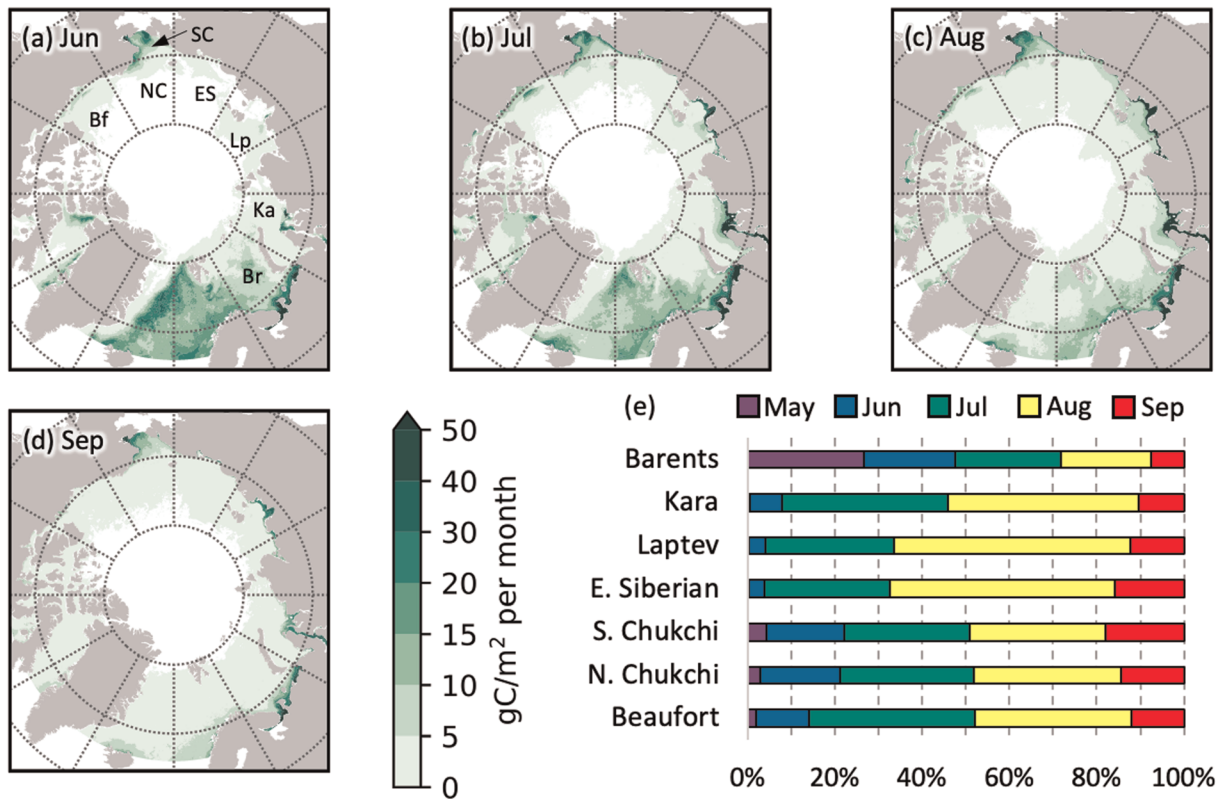 (a) Jun
SC
NC
ES
Bf
Lp
Ka
Br
(b) Jul
(c) Aug
(d) Sep
50
40
30
20
15
10
5
0
gC/m² per month
(e)
May
Jun
Jul
Aug
Sep
Barents
Kara
Laptev
E. Siberian
S. Chukchi
N. Chukchi
Beaufort
0% 20% 40% 60% 80% 100%